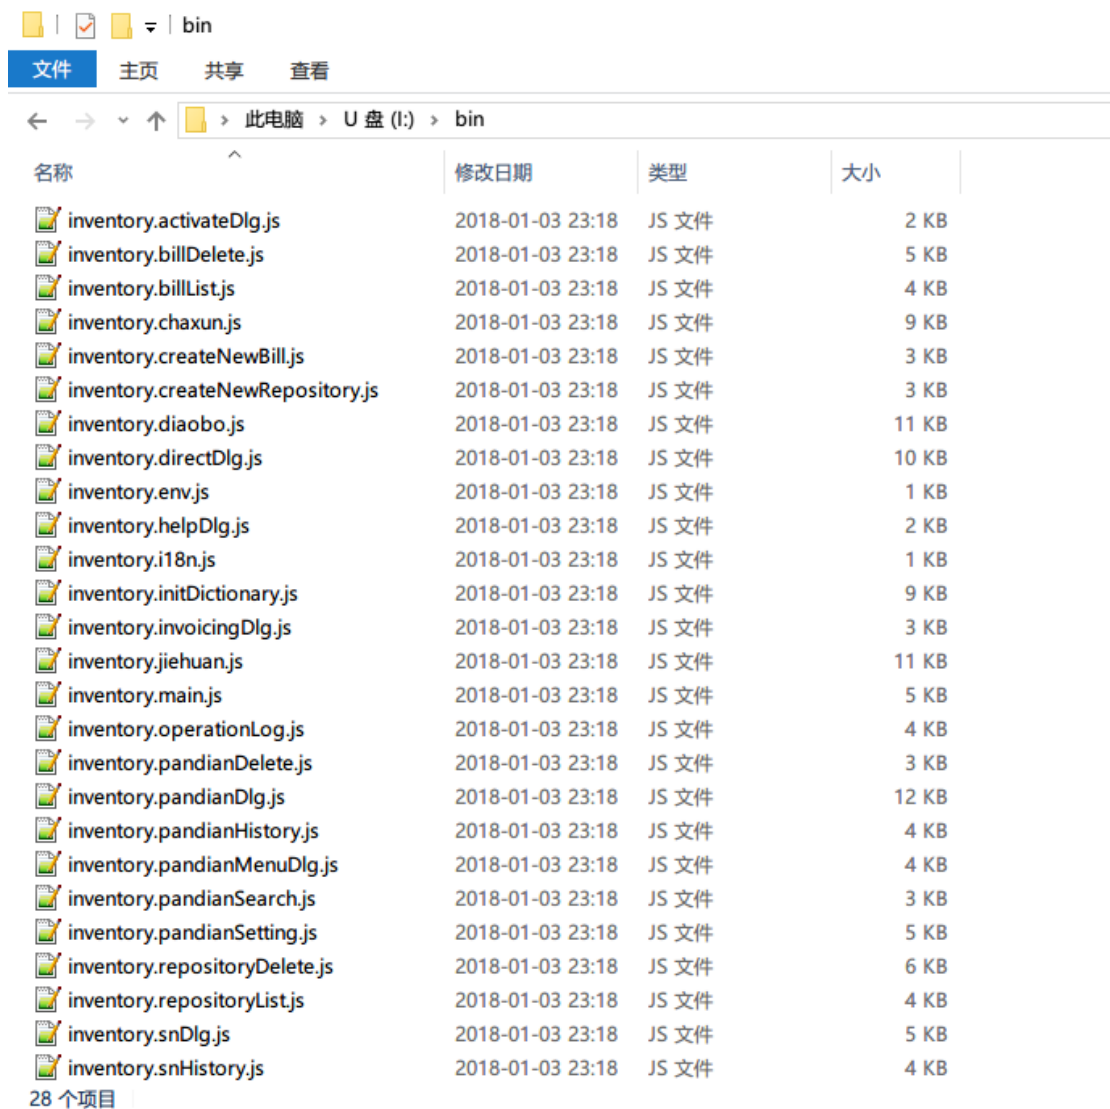 bin
文件 主页 共享 查看
此电脑 U 盘 (I:) bin
名称 修改日期 类型 大小
inventory.activateDlg.js 2018-01-03 23:18 JS 文件 2 KB
inventory.billDelete.js 2018-01-03 23:18 JS 文件 5 KB
inventory.billList.js 2018-01-03 23:18 JS 文件 4 KB
inventory.chaxun.js 2018-01-03 23:18 JS 文件 9 KB
inventory.createNewBill.js 2018-01-03 23:18 JS 文件 3 KB
inventory.createNewRepository.js 2018-01-03 23:18 JS 文件 3 KB
inventory.diaobo.js 2018-01-03 23:18 JS 文件 11 KB
inventory.directDlg.js 2018-01-03 23:18 JS 文件 10 KB
inventory.env.js 2018-01-03 23:18 JS 文件 1 KB
inventory.helpDlg.js 2018-01-03 23:18 JS 文件 2 KB
inventory.i18n.js 2018-01-03 23:18 JS 文件 1 KB
inventory.initDictionary.js 2018-01-03 23:18 JS 文件 9 KB
inventory.invoicingDlg.js 2018-01-03 23:18 JS 文件 3 KB
inventory.jiehuan.js 2018-01-03 23:18 JS 文件 11 KB
inventory.main.js 2018-01-03 23:18 JS 文件 5 KB
inventory.operationLog.js 2018-01-03 23:18 JS 文件 4 KB
inventory.pandianDelete.js 2018-01-03 23:18 JS 文件 3 KB
inventory.pandianDlg.js 2018-01-03 23:18 JS 文件 12 KB
inventory.pandianHistory.js 2018-01-03 23:18 JS 文件 4 KB
inventory.pandianMenuDlg.js 2018-01-03 23:18 JS 文件 4 KB
inventory.pandianSearch.js 2018-01-03 23:18 JS 文件 3 KB
inventory.pandianSetting.js 2018-01-03 23:18 JS 文件 5 KB
inventory.repositoryDelete.js 2018-01-03 23:18 JS 文件 6 KB
inventory.repositoryList.js 2018-01-03 23:18 JS 文件 4 KB
inventory.snDlg.js 2018-01-03 23:18 JS 文件 5 KB
inventory.snHistory.js 2018-01-03 23:18 JS 文件 4 KB
28 个项目